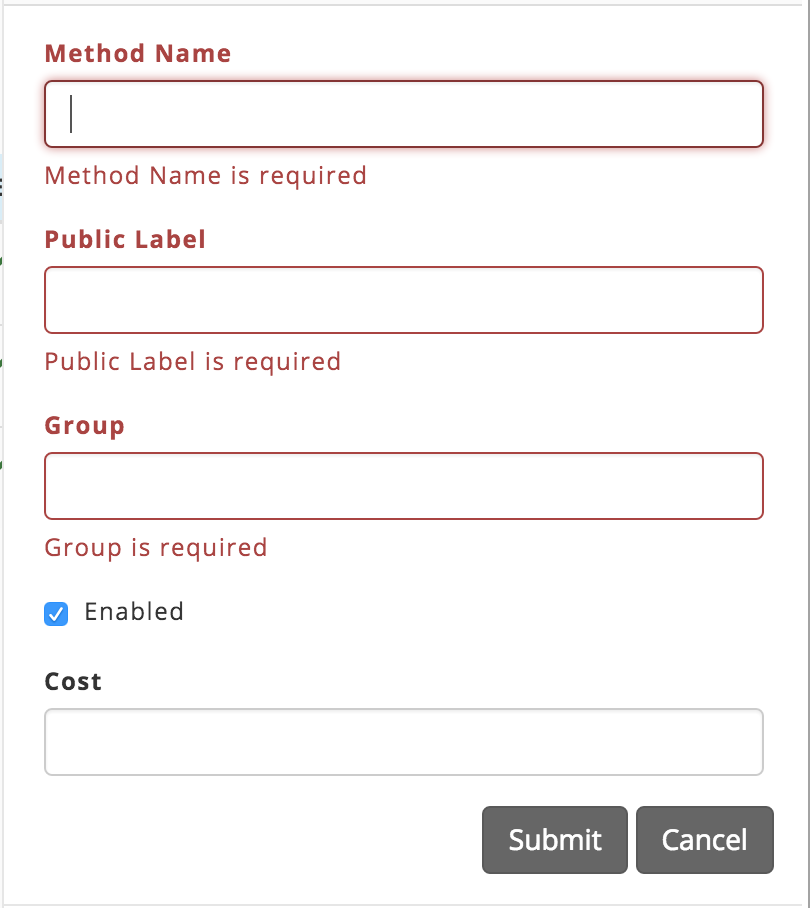 Method Name
Method Name is required
Public Label
Public Label is required
Group
Group is required
Enabled
Cost
Submit Cancel